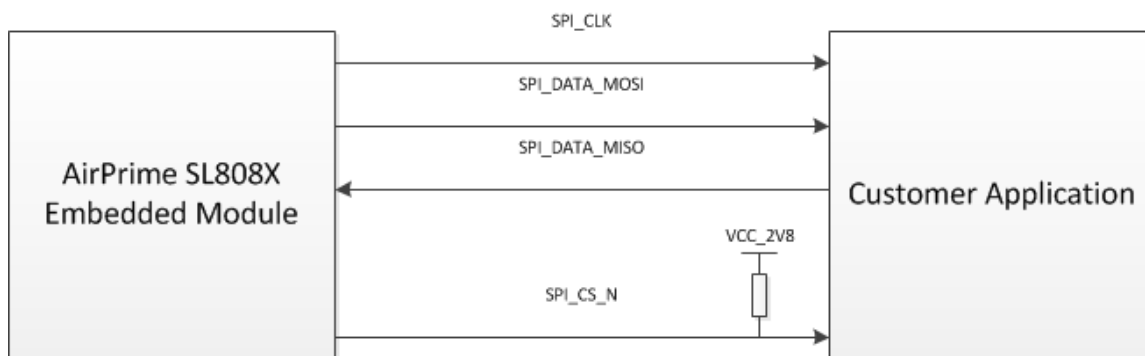 SPI_CLK
SPI_DATA_MOSI
SPI_DATA_MISO
AirPrime SL808X
Embedded Module
Customer Application
VCC_2V8
SPI_CS_N